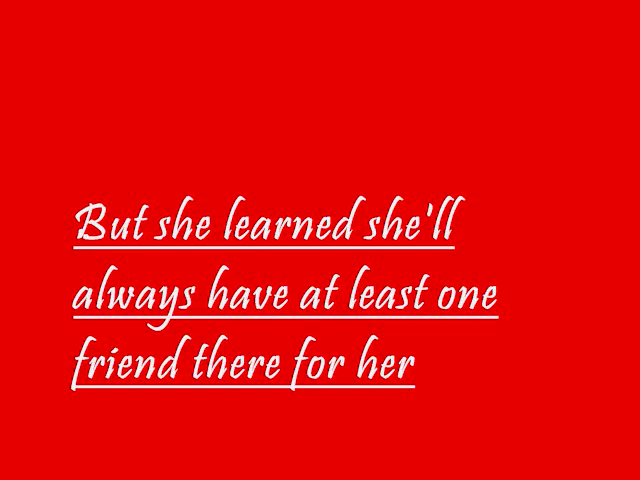 But she learned she'll
always have at least one
friend there for her